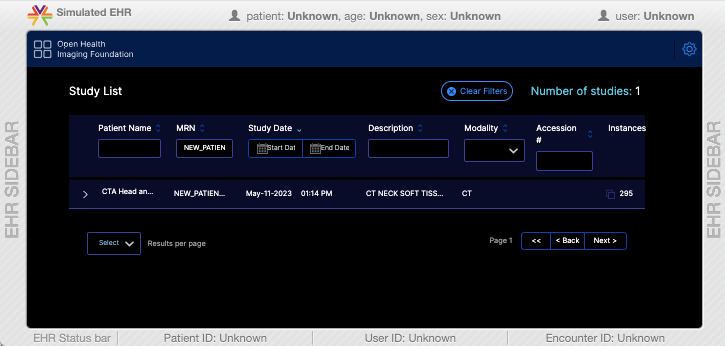 Simulated EHR
patient: Unknown, age: Unknown, sex: Unknown
user: Unknown
Open Health
Imaging Foundation
Study List
Clear Filters
Number of studies: 1
Patient Name
MRN
Study Date
Description
Modality
Accession
#
Instances
NEW_PATIEN
Start Dat
End Date
CTA Head an...
NEW_PATIEN...
May-11-2023 01:14 PM
CT NECK SOFT TISS...
CT
295
Select
Results per page
Page 1
<<
< Back
Next >
EHR SIDEBAR
EHR SIDEBAR
EHR Status bar
Patient ID: Unknown
User ID: Unknown
Encounter ID: Unknown